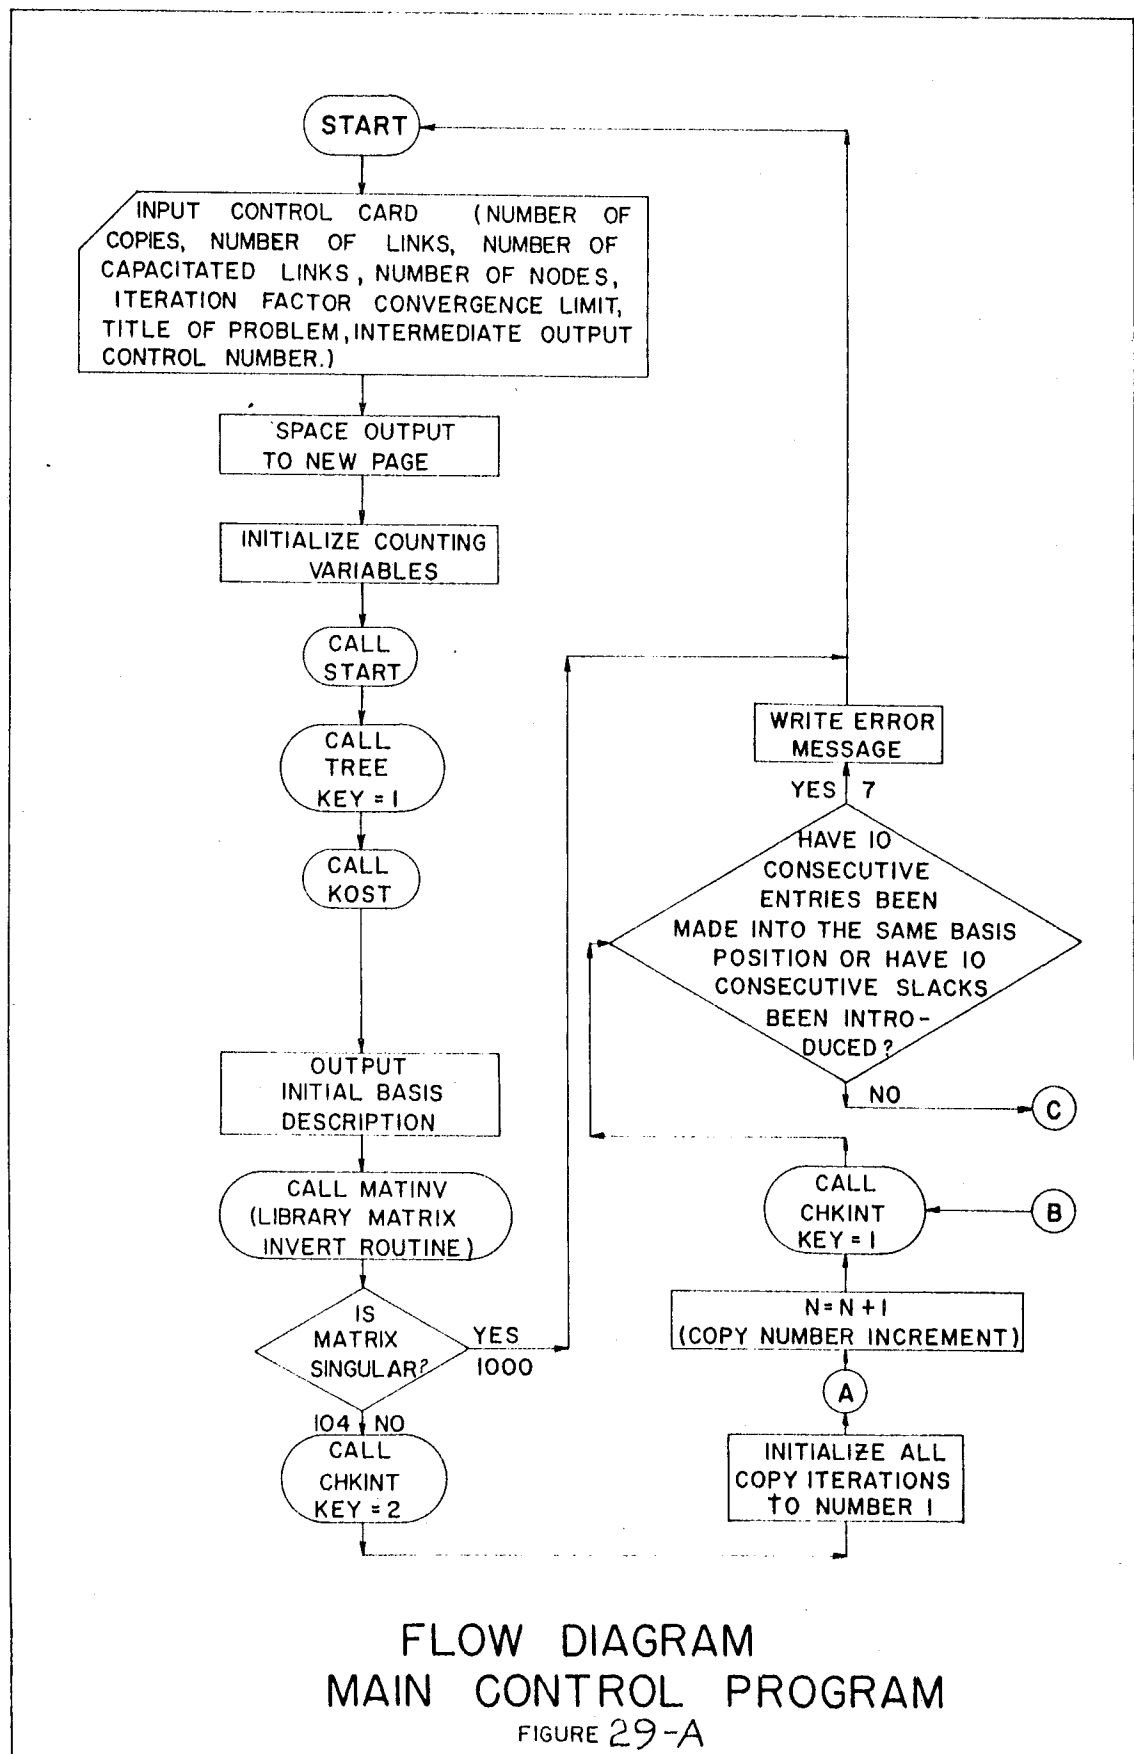 START
INPUT CONTROL CARD (NUMBER OF
COPIES, NUMBER OF LINKS, NUMBER OF
CAPACITATED LINKS, NUMBER OF NODES,
ITERATION FACTOR CONVERGENCE LIMIT,
TITLE OF PROBLEM, INTERMEDIATE OUTPUT
CONTROL NUMBER.)
SPACE OUTPUT
TO NEW PAGE
INITIALIZE COUNTING
VARIABLES
CALL
START
CALL
TREE
KEY = 1
CALL
KOST
OUTPUT
INITIAL BASIS
DESCRIPTION
CALL MATINV
(LIBRARY MATRIX
INVERT ROUTINE)
IS
MATRIX
SINGULAR?
YES
1000
104 NO
CALL
CHKINT
KEY = 2
INITIALIZE ALL
COPY ITERATIONS
TO NUMBER 1
A
N = N + 1
(COPY NUMBER INCREMENT)
CALL
CHKINT
KEY = 1
B
HAVE 10
CONSECUTIVE
ENTRIES BEEN
MADE INTO THE SAME BASIS
POSITION OR HAVE 10
CONSECUTIVE SLACKS
BEEN INTRO-
DUCED?
NO
C
YES 7
WRITE ERROR
MESSAGE
FLOW DIAGRAM
MAIN CONTROL PROGRAM
FIGURE 29-A